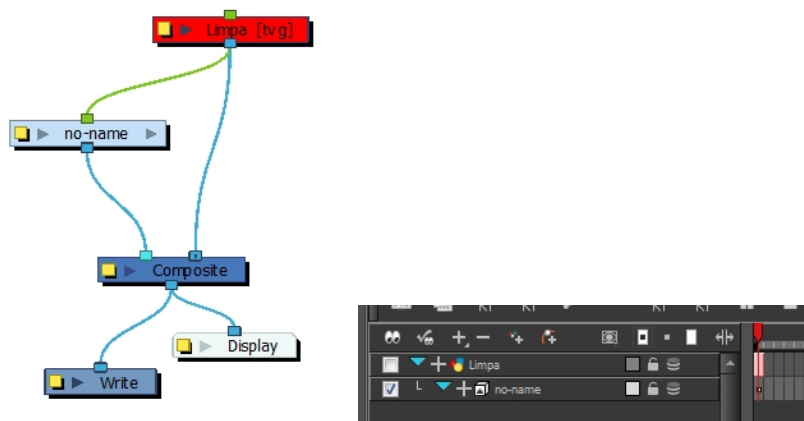 Limpa [tvg]
no-name
Composite
Display
Write
Limpa
no-name